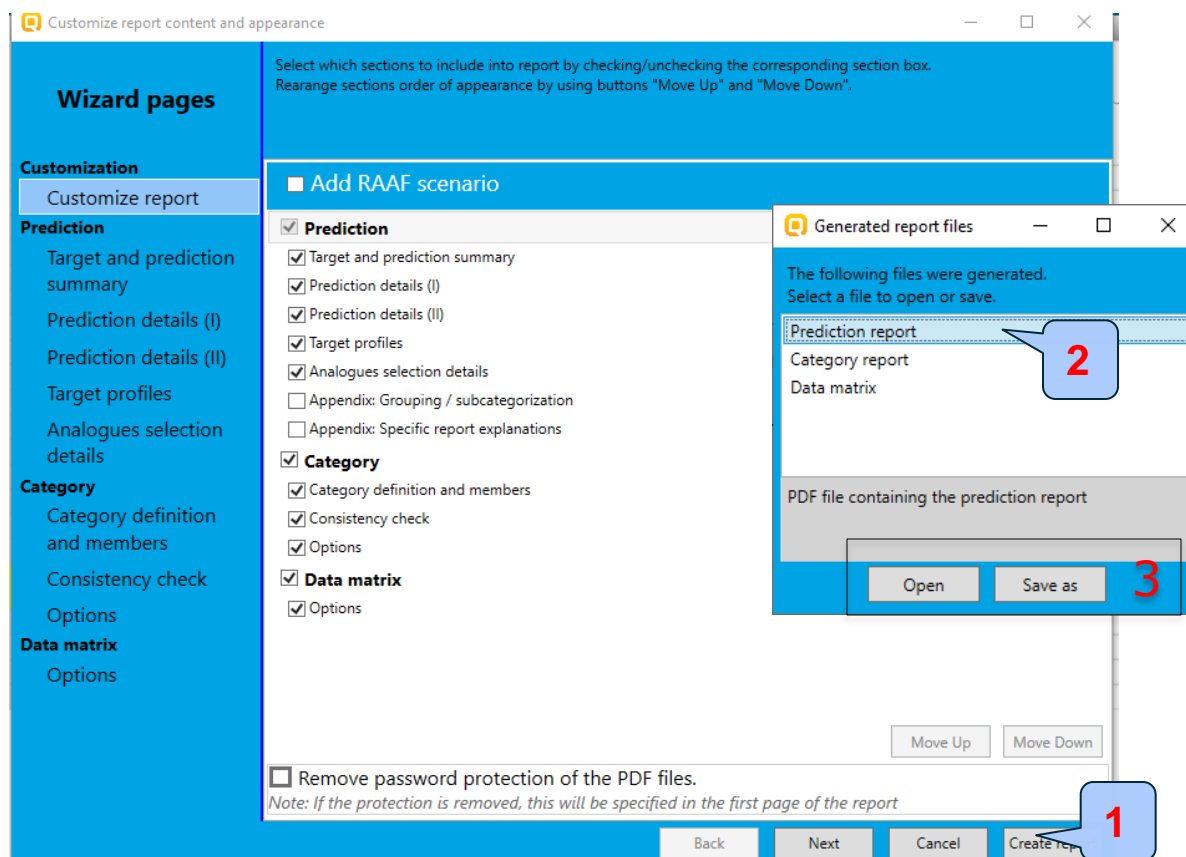 Customize report content and appearance
Wizard pages
Select which sections to include into report by checking/unchecking the corresponding section box.
Rearrange sections order of appearance by using buttons "Move Up" and "Move Down".
Customization
Customize report
Prediction
Target and prediction
summary
Prediction details (I)
Prediction details (II)
Target profiles
Analogues selection
details
Category
Category definition
and members
Consistency check
Options
Data matrix
Options
Add RAAF scenario
Prediction
Target and prediction summary
Prediction details (I)
Prediction details (II)
Target profiles
Analogues selection details
Appendix: Grouping / subcategorization
Appendix: Specific report explanations
Category
Category definition and members
Consistency check
Options
Data matrix
Options
Generated report files
The following files were generated.
Select a file to open or save.
Prediction report
Category report
Data matrix
2
PDF file containing the prediction report
Open
Save as
3
Move Up
Move Down
Remove password protection of the PDF files.
Note: If the protection is removed, this will be specified in the first page of the report
Back
Next
Cancel
Create
1